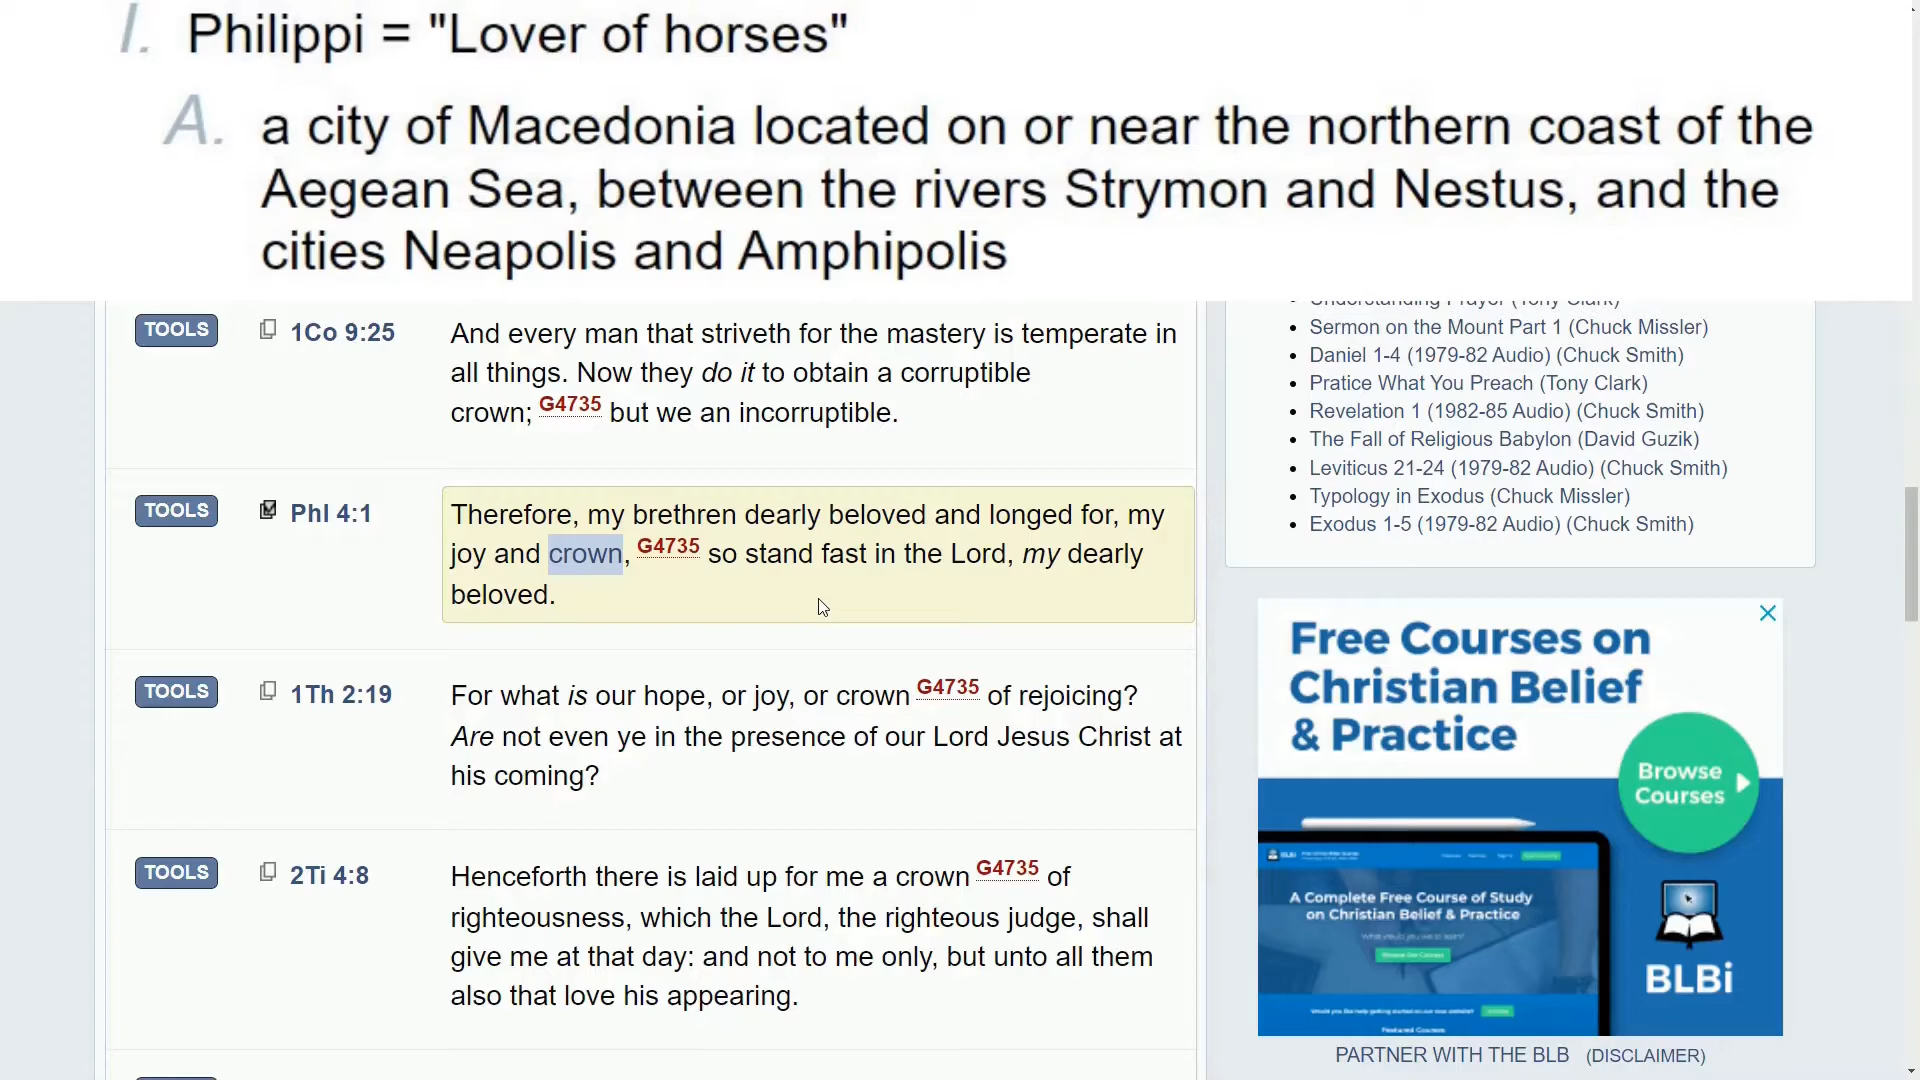 I. Philippi = "Lover of horses"
A. a city of Macedonia located on or near the northern coast of the
Aegean Sea, between the rivers Strymon and Nestus, and the
cities Neapolis and Amphipolis
TOOLS 1Co 9:25 And every man that striveth for the mastery is temperate in
all things. Now they do it to obtain a corruptible
crown; G4735 but we an incorruptible.
TOOLS Phl 4:1 Therefore, my brethren dearly beloved and longed for, my
joy and crown, G4735 so stand fast in the Lord, my dearly
beloved.
TOOLS 1Th 2:19 For what is our hope, or joy, or crown G4735 of rejoicing?
Are not even ye in the presence of our Lord Jesus Christ at
his coming?
TOOLS 2Ti 4:8 Henceforth there is laid up for me a crown G4735 of
righteousness, which the Lord, the righteous judge, shall
give me at that day: and not to me only, but unto all them
also that love his appearing.
Understanding Prayer (Tony Clark)
Sermon on the Mount Part 1 (Chuck Missler)
Daniel 1-4 (1979-82 Audio) (Chuck Smith)
Pratice What You Preach (Tony Clark)
Revelation 1 (1982-85 Audio) (Chuck Smith)
The Fall of Religious Babylon (David Guzik)
Leviticus 21-24 (1979-82 Audio) (Chuck Smith)
Typology in Exodus (Chuck Missler)
Exodus 1-5 (1979-82 Audio) (Chuck Smith)
Free Courses on
Christian Belief
& Practice
Browse
Courses
A Complete Free Course of Study
on Christian Belief & Practice
What would you like to learn?
BLBi
Featured Courses
PARTNER WITH THE BLB (DISCLAIMER)